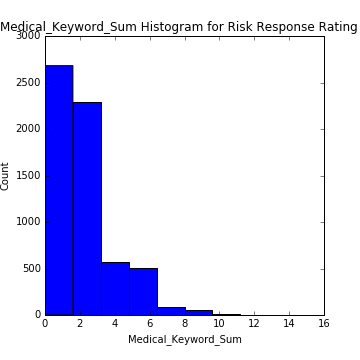 Medical_Keyword_Sum Histogram for Risk Response Rating
3000
2500
2000
1500
1000
500
0
Count
0 2 4 6 8 10 12 14 16
Medical_Keyword_Sum